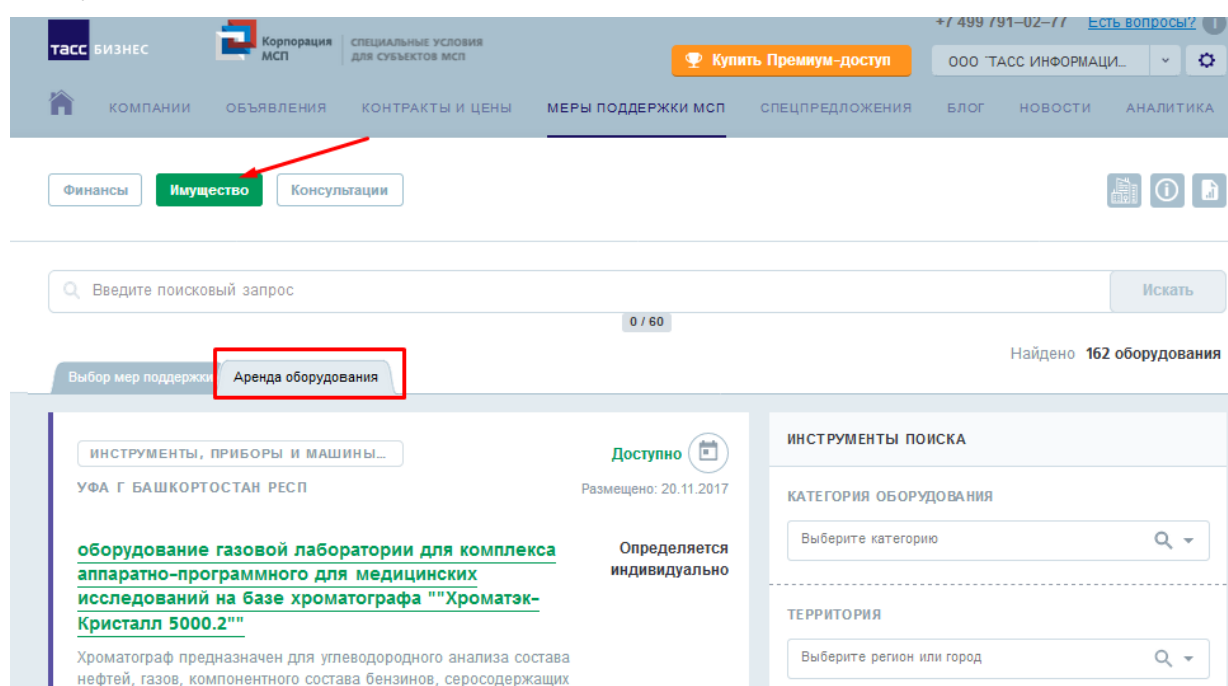 +7 499 791-02-77 Есть вопросы?
тасс БИЗНЕС
Корпорация МСП
СПЕЦИАЛЬНЫЕ УСЛОВИЯ ДЛЯ СУБЪЕКТОВ МСП
Купить Премиум-доступ
ООО "ТАСС ИНФОРМАЦИ...
КОМПАНИИ ОБЪЯВЛЕНИЯ КОНТРАКТЫ И ЦЕНЫ МЕРЫ ПОДДЕРЖКИ МСП СПЕЦПРЕДЛОЖЕНИЯ БЛОГ НОВОСТИ АНАЛИТИКА
Финансы Имущество Консультации
Введите поисковый запрос Искать
0 / 60
Найдено 162 оборудования
Выбор мер поддержки Аренда оборудования
ИНСТРУМЕНТЫ, ПРИБОРЫ И МАШИНЫ...
Доступно
УФА Г БАШКОРТОСТАН РЕСП
Размещено: 20.11.2017
оборудование газовой лаборатории для комплекса
аппаратно-программного для медицинских
исследований на базе хроматографа ""Хроматэк-
Кристалл 5000.2""
Определяется
индивидуально
Хроматограф предназначен для углеводородного анализа состава
нефтей, газов, компонентного состава бензинов, серосодержащих
ИНСТРУМЕНТЫ ПОИСКА
КАТЕГОРИЯ ОБОРУДОВАНИЯ
Выберите категорию
ТЕРРИТОРИЯ
Выберите регион или город